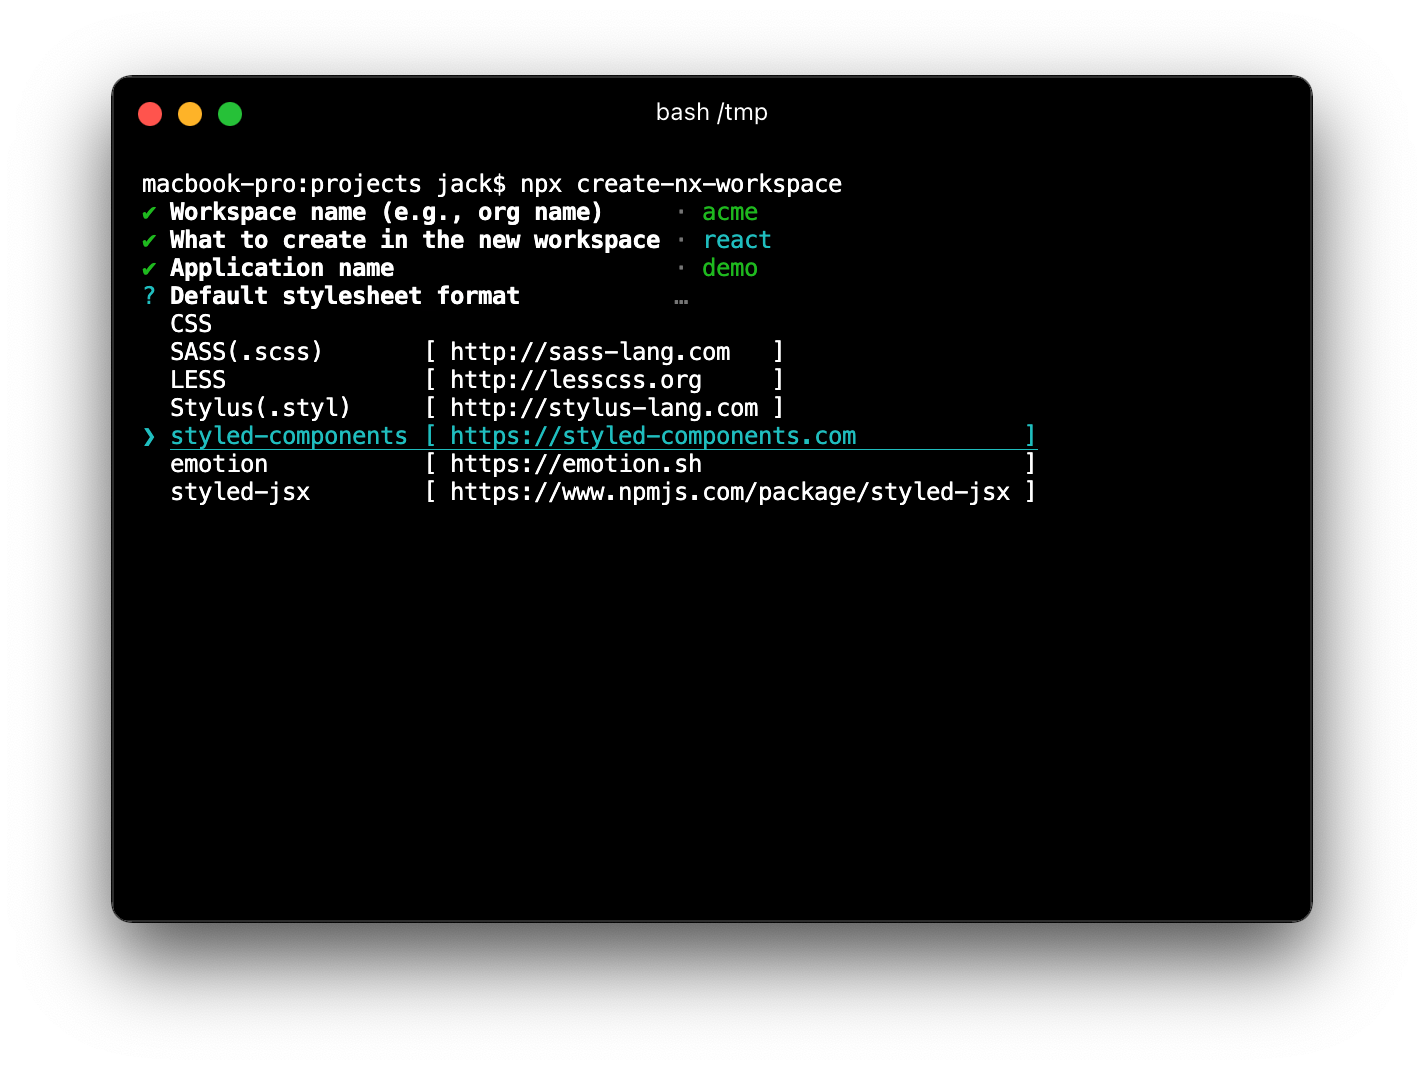 bash /tmp
macbook-pro:projects jack$ npx create-nx-workspace
✔ Workspace name (e.g., org name) · acme
✔ What to create in the new workspace · react
✔ Application name · demo
? Default stylesheet format …
CSS
SASS(.scss) [ http://sass-lang.com ]
LESS [ http://lesscss.org ]
Stylus(.styl) [ http://stylus-lang.com ]
❯ styled-components [ https://styled-components.com ]
emotion [ https://emotion.sh ]
styled-jsx [ https://www.npmjs.com/package/styled-jsx ]